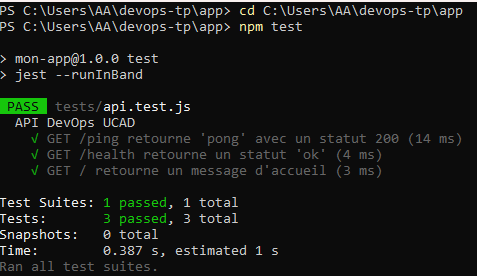 PS C:\Users\AA\devops-tp\app> cd C:\Users\AA\devops-tp\app
PS C:\Users\AA\devops-tp\app> npm test
> mon-app@1.0.0 test
> jest --runInBand
PASS tests/api.test.js
API DevOps UCAD
√ GET /ping retourne 'pong' avec un statut 200 (14 ms)
√ GET /health retourne un statut 'ok' (4 ms)
√ GET / retourne un message d'accueil (3 ms)
Test Suites: 1 passed, 1 total
Tests: 3 passed, 3 total
Snapshots: 0 total
Time: 0.387 s, estimated 1 s
Ran all test suites.